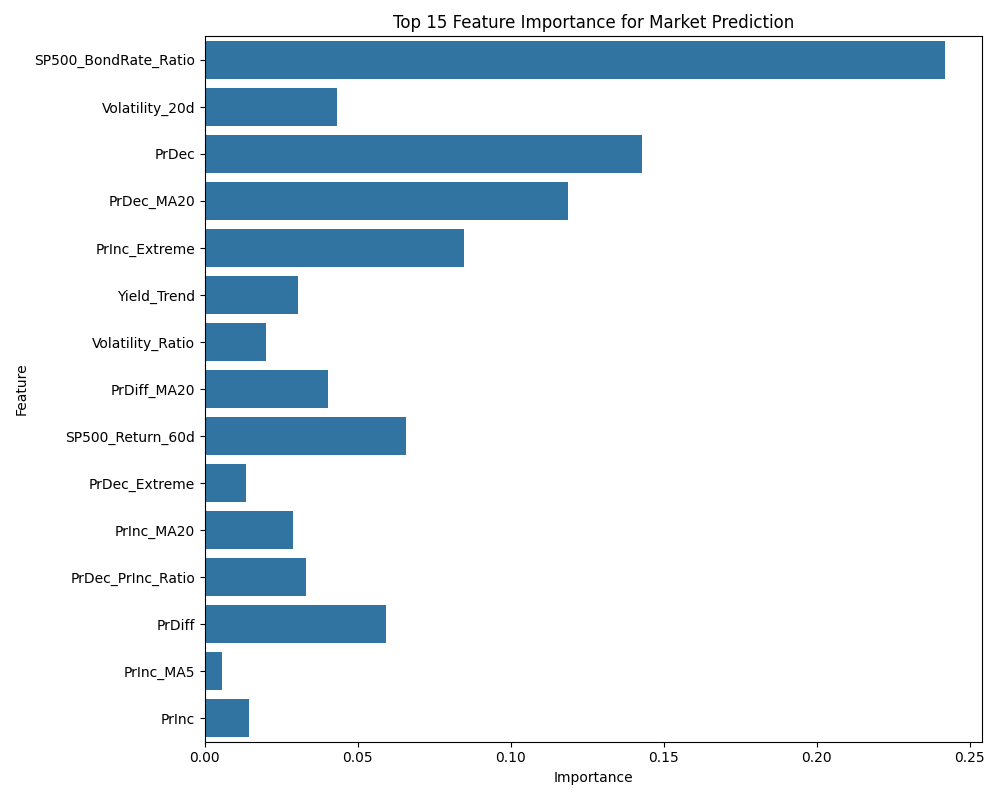 Top 15 Feature Importance for Market Prediction
SP500_BondRate_Ratio
Volatility_20d
PrDec
PrDec_MA20
PrInc_Extreme
Yield_Trend
Volatility_Ratio
PrDiff_MA20
SP500_Return_60d
PrDec_Extreme
PrInc_MA20
PrDec_PrInc_Ratio
PrDiff
PrInc_MA5
PrInc
Feature
0.00 0.05 0.10 0.15 0.20 0.25
Importance